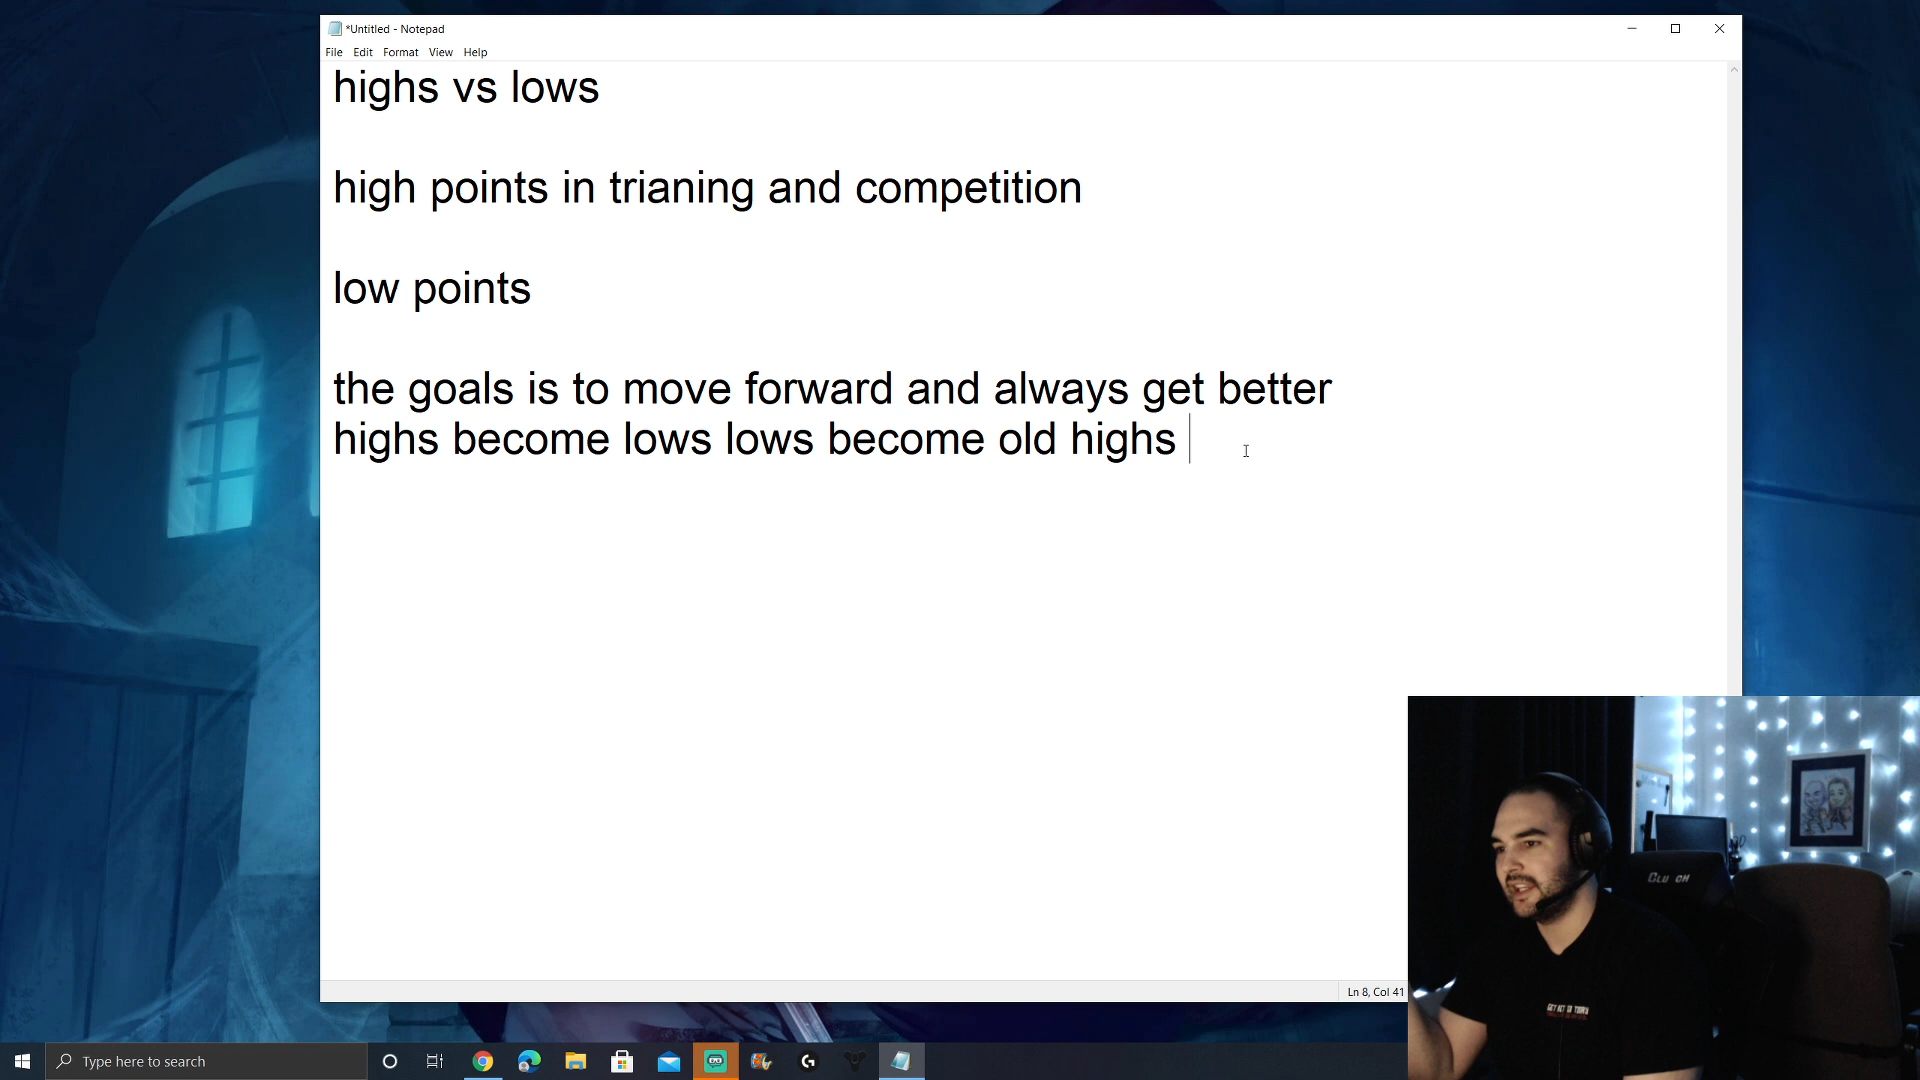 *Untitled - Notepad
File Edit Format View Help
highs vs lows
high points in trianing and competition
low points
the goals is to move forward and always get better
highs become lows lows become old highs
Ln 8, Col 41
CLU CH
Type here to search